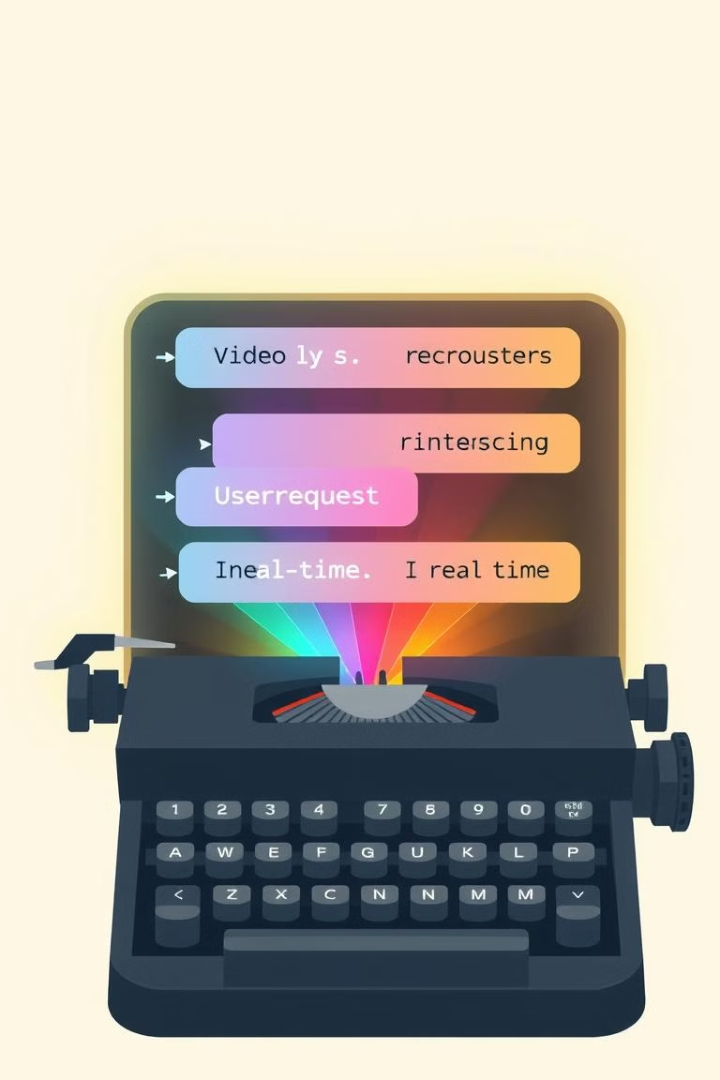 Video ly s. recrousters
rinterscing
Userrequest
Ineal-time. I real time
1 2 3 4 7 8 9 0
A W E F G U K L P
< Z X C N N M M